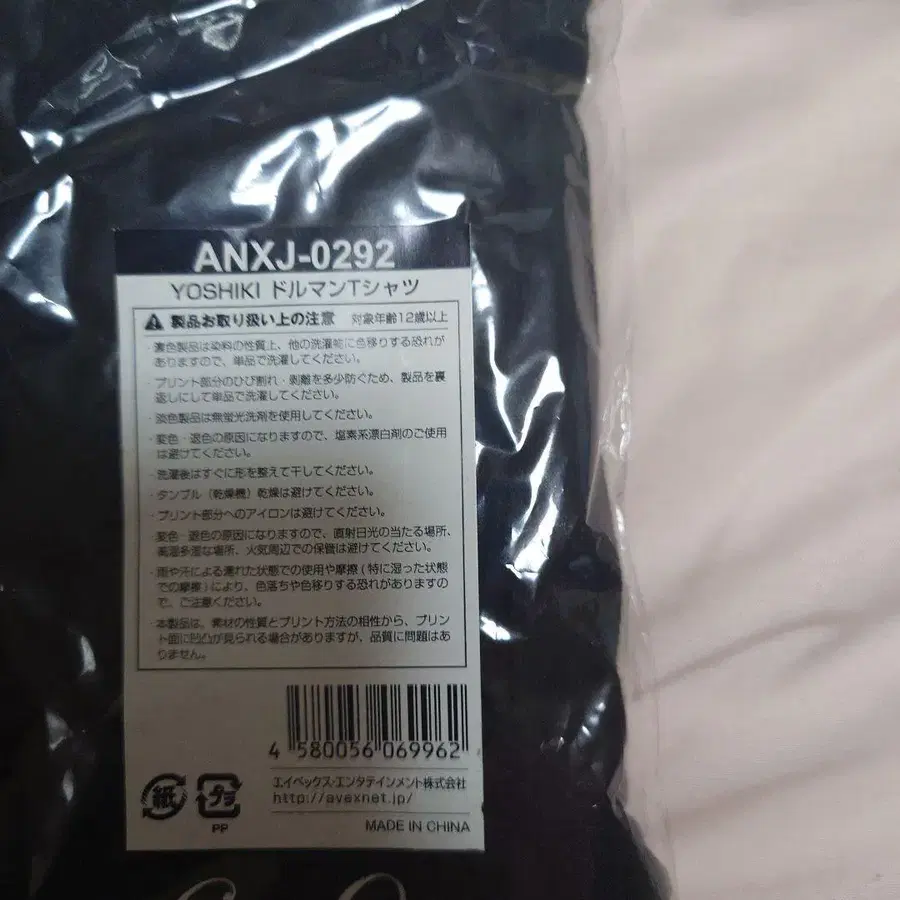 ANXJ-0292
YOSHIKI ドルマンTシャツ
製品お取り扱い上の注意 対象年齢12歳以上
・濃色製品は染料の性質上、他の洗濯物に色移りする恐れが
ありますので、単品で洗濯してください。
・プリント部分のひび割れ・剥離を多少防ぐため、製品を裏
返しにして単品で洗濯してください。
・淡色製品は無蛍光洗剤を使用してください。
・変色・退色の原因になりますので、塩素系漂白剤のご使用
は避けてください。
・洗濯後はすぐに形を整えて干してください。
・タンブル（乾燥機）乾燥は避けてください。
・プリント部分へのアイロンは避けてください。
・変色・退色の原因になりますので、直射日光の当たる場所、
高温多湿な場所、火気周辺での保管は避けてください。
・雨や汗による濡れた状態での使用や摩擦(特に湿った状態
での摩擦)により、色落ちや色移りする恐れがありますの
で、ご注意ください。
・本製品は、素材の性質とプリント方法の相性から、プリン
ト面に凹凸が見られる場合がありますが、品質に問題はあ
りません。
4 580056 069962
エイベックス・エンタテインメント株式会社
http://avexnet.jp/
紙 プラ
PP
MADE IN CHINA